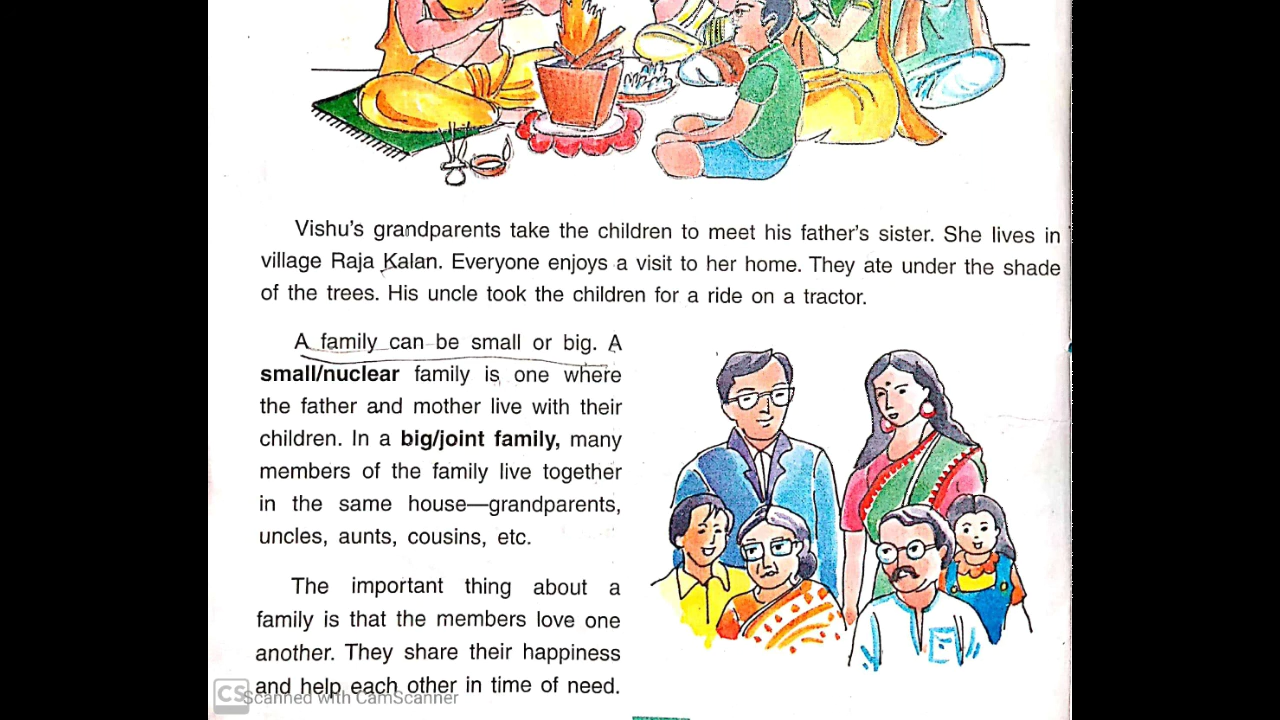 Vishu's grandparents take the children to meet his father's sister. She lives in
village Raja Kalan. Everyone enjoys a visit to her home. They ate under the shade
of the trees. His uncle took the children for a ride on a tractor.
A family can be small or big. A
small/nuclear family is one where
the father and mother live with their
children. In a big/joint family, many
members of the family live together
in the same house—grandparents,
uncles, aunts, cousins, etc.
The important thing about a
family is that the members love one
another. They share their happiness
and help each other in time of need.
CS Scanned with CamScanner